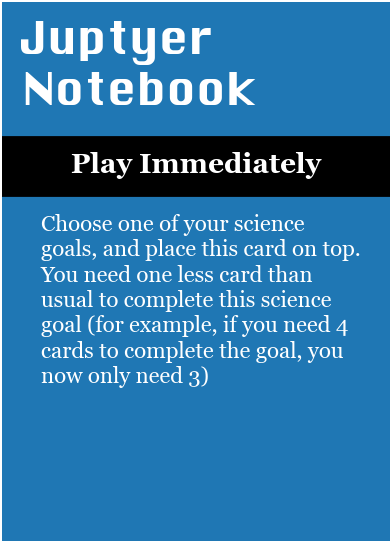 Juptyer
Notebook
Play Immediately
Choose one of your science
goals, and place this card on top.
You need one less card than
usual to complete this science
goal (for example, if you need 4
cards to complete the goal, you
now only need 3)